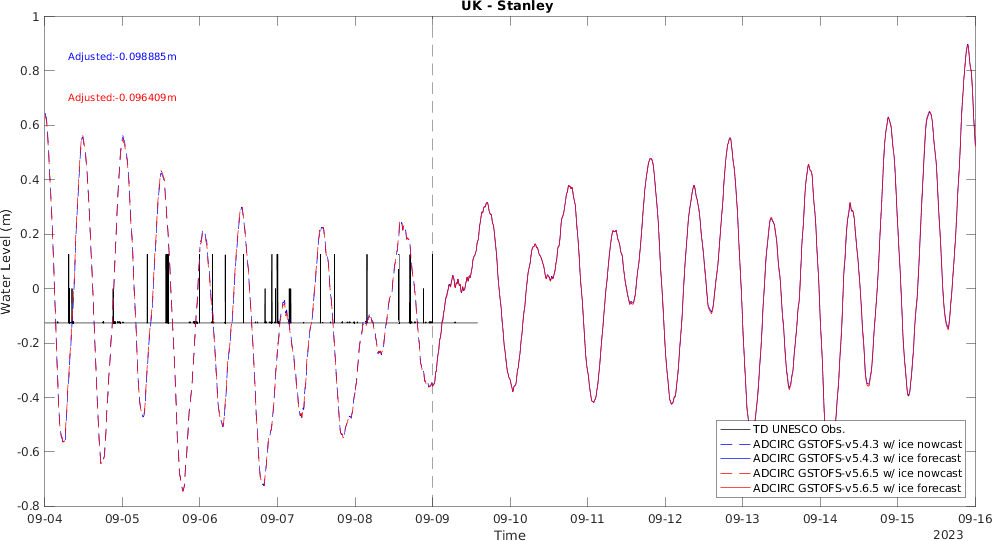 UK - Stanley
1
Adjusted:-0.098885m
0.8
Adjusted:-0.096409m
0.6
0.4
0.2
Water Level (m)
0
-0.2
-0.4
-0.6
-0.8
TD UNESCO Obs.
ADCIRC GSTOFS-v5.4.3 w/ ice nowcast
ADCIRC GSTOFS-v5.4.3 w/ ice forecast
ADCIRC GSTOFS-v5.6.5 w/ ice nowcast
ADCIRC GSTOFS-v5.6.5 w/ ice forecast
09-04 09-05 09-06 09-07 09-08 09-09 09-10 09-11 09-12 09-13 09-14 09-15 09-16
Time
2023